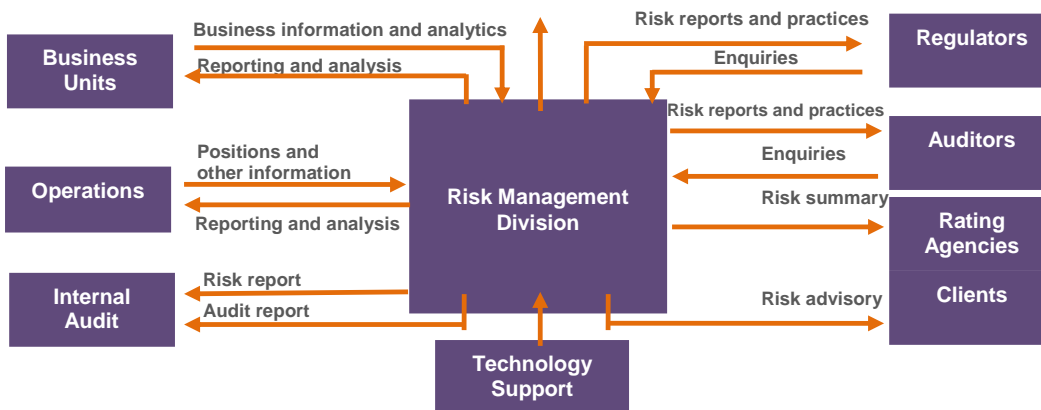 Business information and analytics
Risk reports and practices
Business
Units
Regulators
Reporting and analysis
Enquiries
Risk reports and practices
Auditors
Positions and
other information
Enquiries
Operations
Risk Management
Division
Risk summary
Reporting and analysis
Rating
Agencies
Risk report
Internal
Audit
Clients
Audit report
Risk advisory
Technology
Support